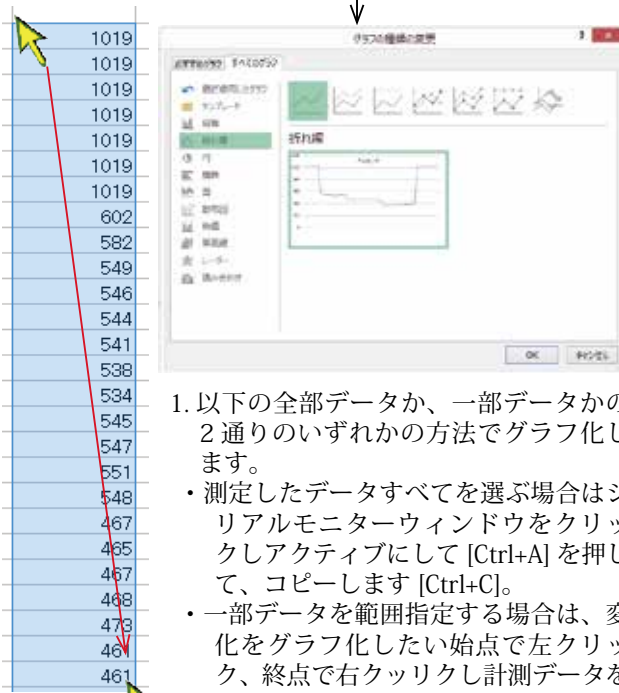 1019
1019
1019
1019
1019
1019
1019
602
582
549
546
544
541
538
534
545
547
551
548
467
465
467
468
473
461
461
グラフの種類の変更
すべてのグラフ
折れ線
OK
キャンセル
1. 以下の全部データか、一部データかの
2 通りのいずれかの方法でグラフ化し
ます。
・測定したデータすべてを選ぶ場合はシ
リアルモニターウィンドウをクリッ
クしアクティブにして [Ctrl+A] を押し
て、コピーします [Ctrl+C]。
・一部データを範囲指定する場合は、変
化をグラフ化したい始点で左クリッ
ク、終点で右クッリクし計測データを